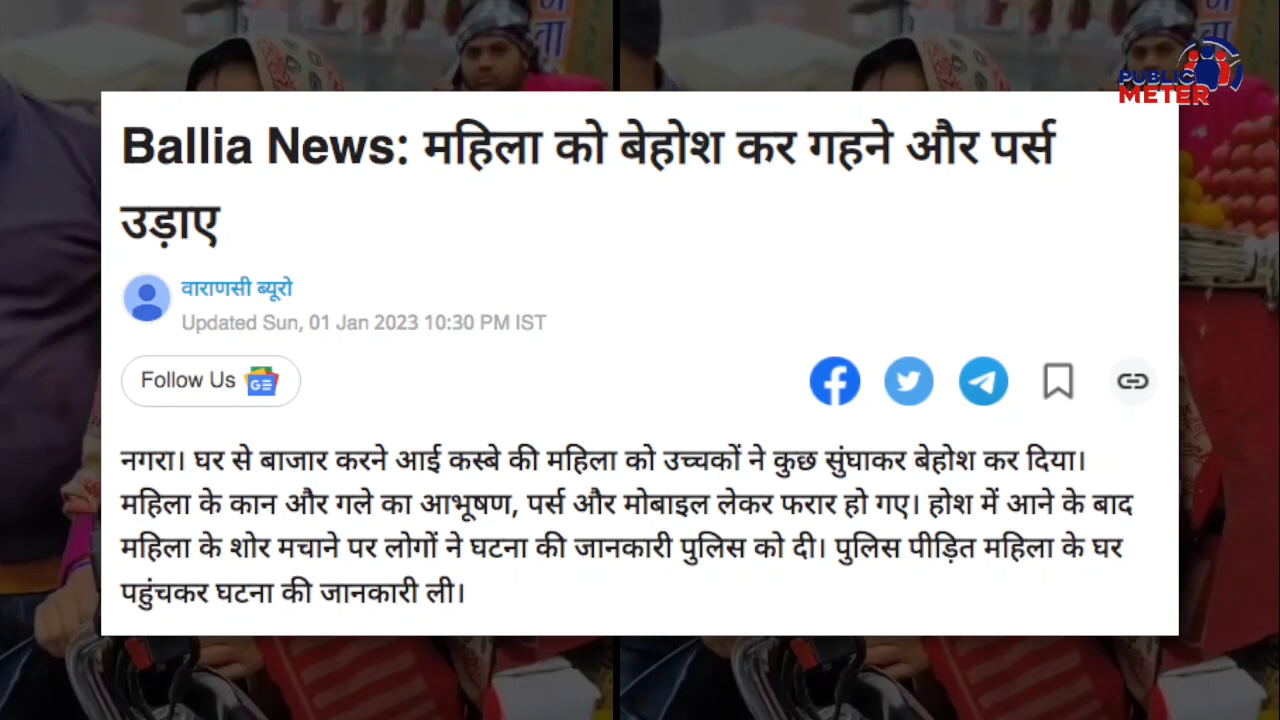 PUBLIC
METER
Ballia News: महिला को बेहोश कर गहने और पर्स
उड़ाए
वाराणसी ब्यूरो
Updated Sun, 01 Jan 2023 10:30 PM IST
Follow Us
नगरा। घर से बाजार करने आई कस्बे की महिला को उच्चकों ने कुछ सुंघाकर बेहोश कर दिया।
महिला के कान और गले का आभूषण, पर्स और मोबाइल लेकर फरार हो गए। होश में आने के बाद
महिला के शोर मचाने पर लोगों ने घटना की जानकारी पुलिस को दी। पुलिस पीड़ित महिला के घर
पहुंचकर घटना की जानकारी ली।